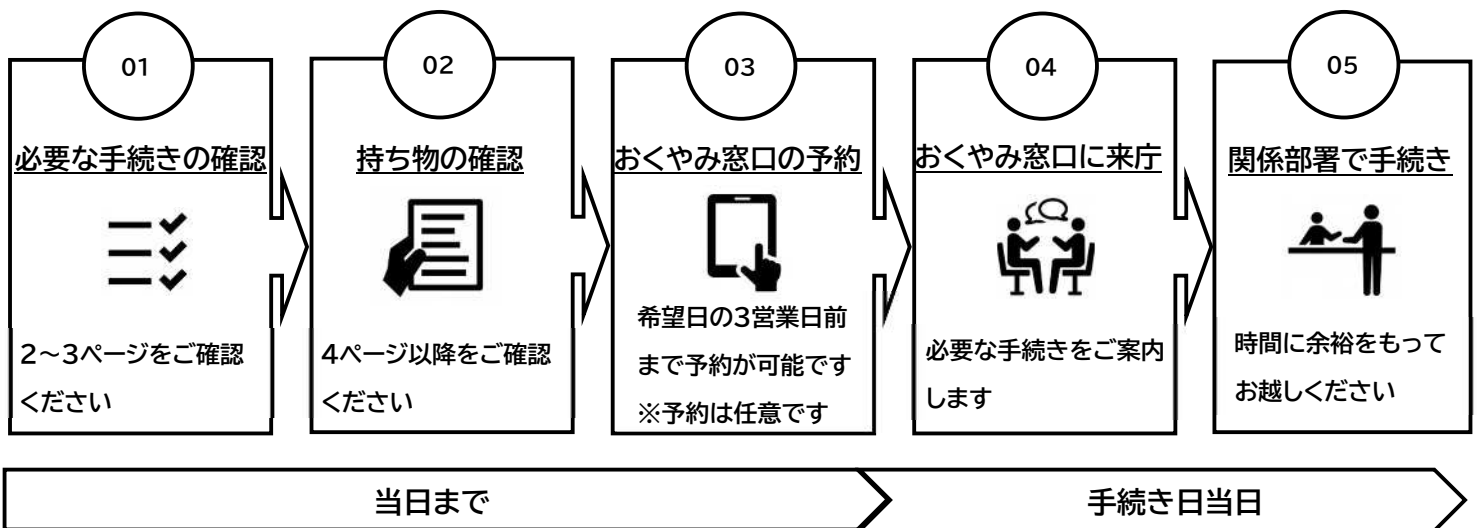 01
必要な手続きの確認
2～3ページをご確認
ください
02
持ち物の確認
4ページ以降をご確認
ください
03
おくやみ窓口の予約
希望日の3営業日前
まで予約が可能です
※予約は任意です
04
おくやみ窓口に来庁
必要な手続きをご案内
します
05
関係部署で手続き
時間に余裕をもって
お越しください
当日まで
手続き日当日